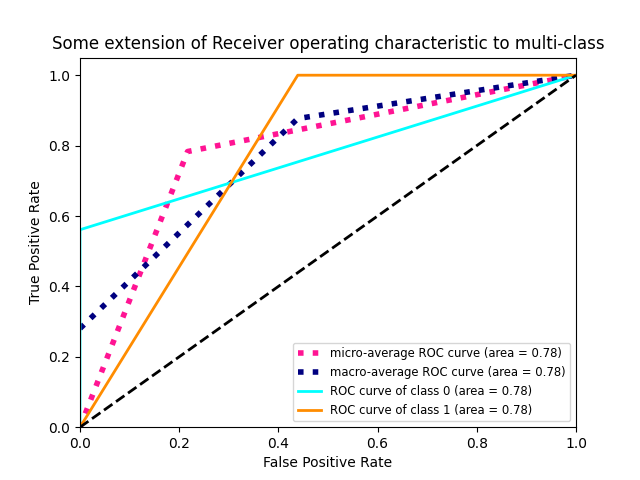 Some extension of Receiver operating characteristic to multi-class
1.0
0.8
0.6
0.4
0.2
0.0
True Positive Rate
micro-average ROC curve (area = 0.78)
macro-average ROC curve (area = 0.78)
ROC curve of class 0 (area = 0.78)
ROC curve of class 1 (area = 0.78)
0.0 0.2 0.4 0.6 0.8 1.0
False Positive Rate